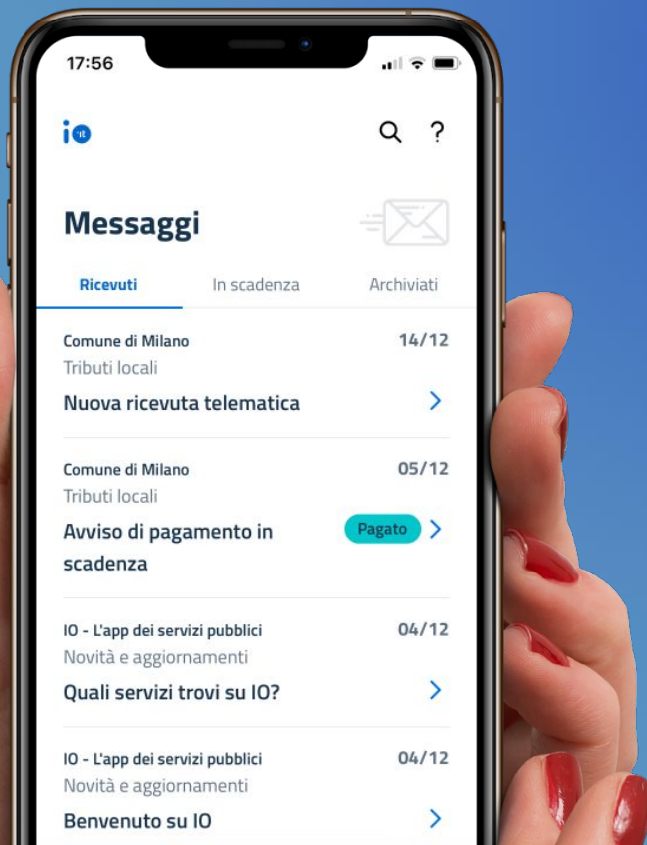 17:56
io it
?
Messaggi
Ricevuti In scadenza Archiviati
Comune di Milano 14/12
Tributi locali
Nuova ricevuta telematica
Comune di Milano 05/12
Tributi locali
Avviso di pagamento in Pagato
scadenza
IO - L'app dei servizi pubblici 04/12
Novità e aggiornamenti
Quali servizi trovi su IO?
IO - L'app dei servizi pubblici 04/12
Novità e aggiornamenti
Benvenuto su IO